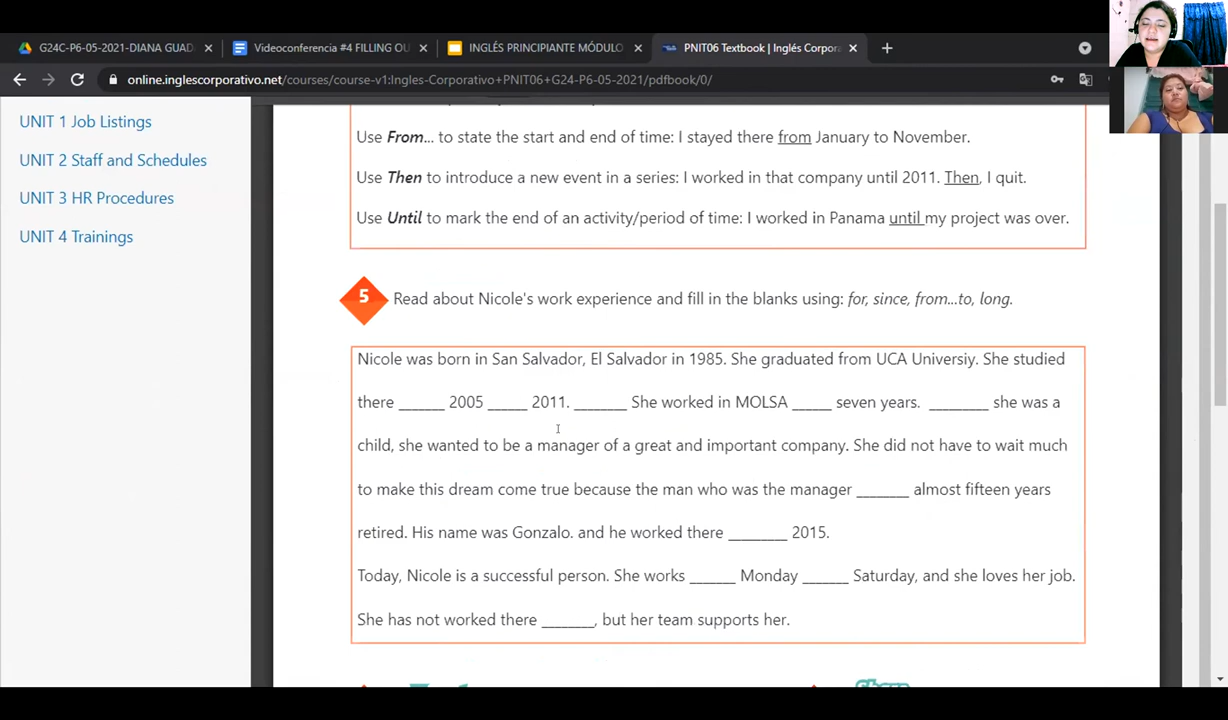 G24C-P6-05-2021-DIANA GUAD
Videoconferencia #4 FILLING OU
INGLÉS PRINCIPIANTE MÓDULO
PNIT06 Textbook | Inglés Corpora
online.inglescorporativo.net/courses/course-v1:Ingles-Corporativo+PNIT06+G24-P6-05-2021/pdfbook/0/
UNIT 1 Job Listings
UNIT 2 Staff and Schedules
UNIT 3 HR Procedures
UNIT 4 Trainings
Use From... to state the start and end of time: I stayed there from January to November.
Use Then to introduce a new event in a series: I worked in that company until 2011. Then, I quit.
Use Until to mark the end of an activity/period of time: I worked in Panama until my project was over.
5 Read about Nicole's work experience and fill in the blanks using: for, since, from...to, long.
Nicole was born in San Salvador, El Salvador in 1985. She graduated from UCA Universiy. She studied
there ______ 2005 _____ 2011. _______ She worked in MOLSA _____ seven years. ________ she was a
child, she wanted to be a manager of a great and important company. She did not have to wait much
to make this dream come true because the man who was the manager _______ almost fifteen years
retired. His name was Gonzalo. and he worked there ________ 2015.
Today, Nicole is a successful person. She works ______ Monday ______ Saturday, and she loves her job.
She has not worked there _______, but her team supports her.